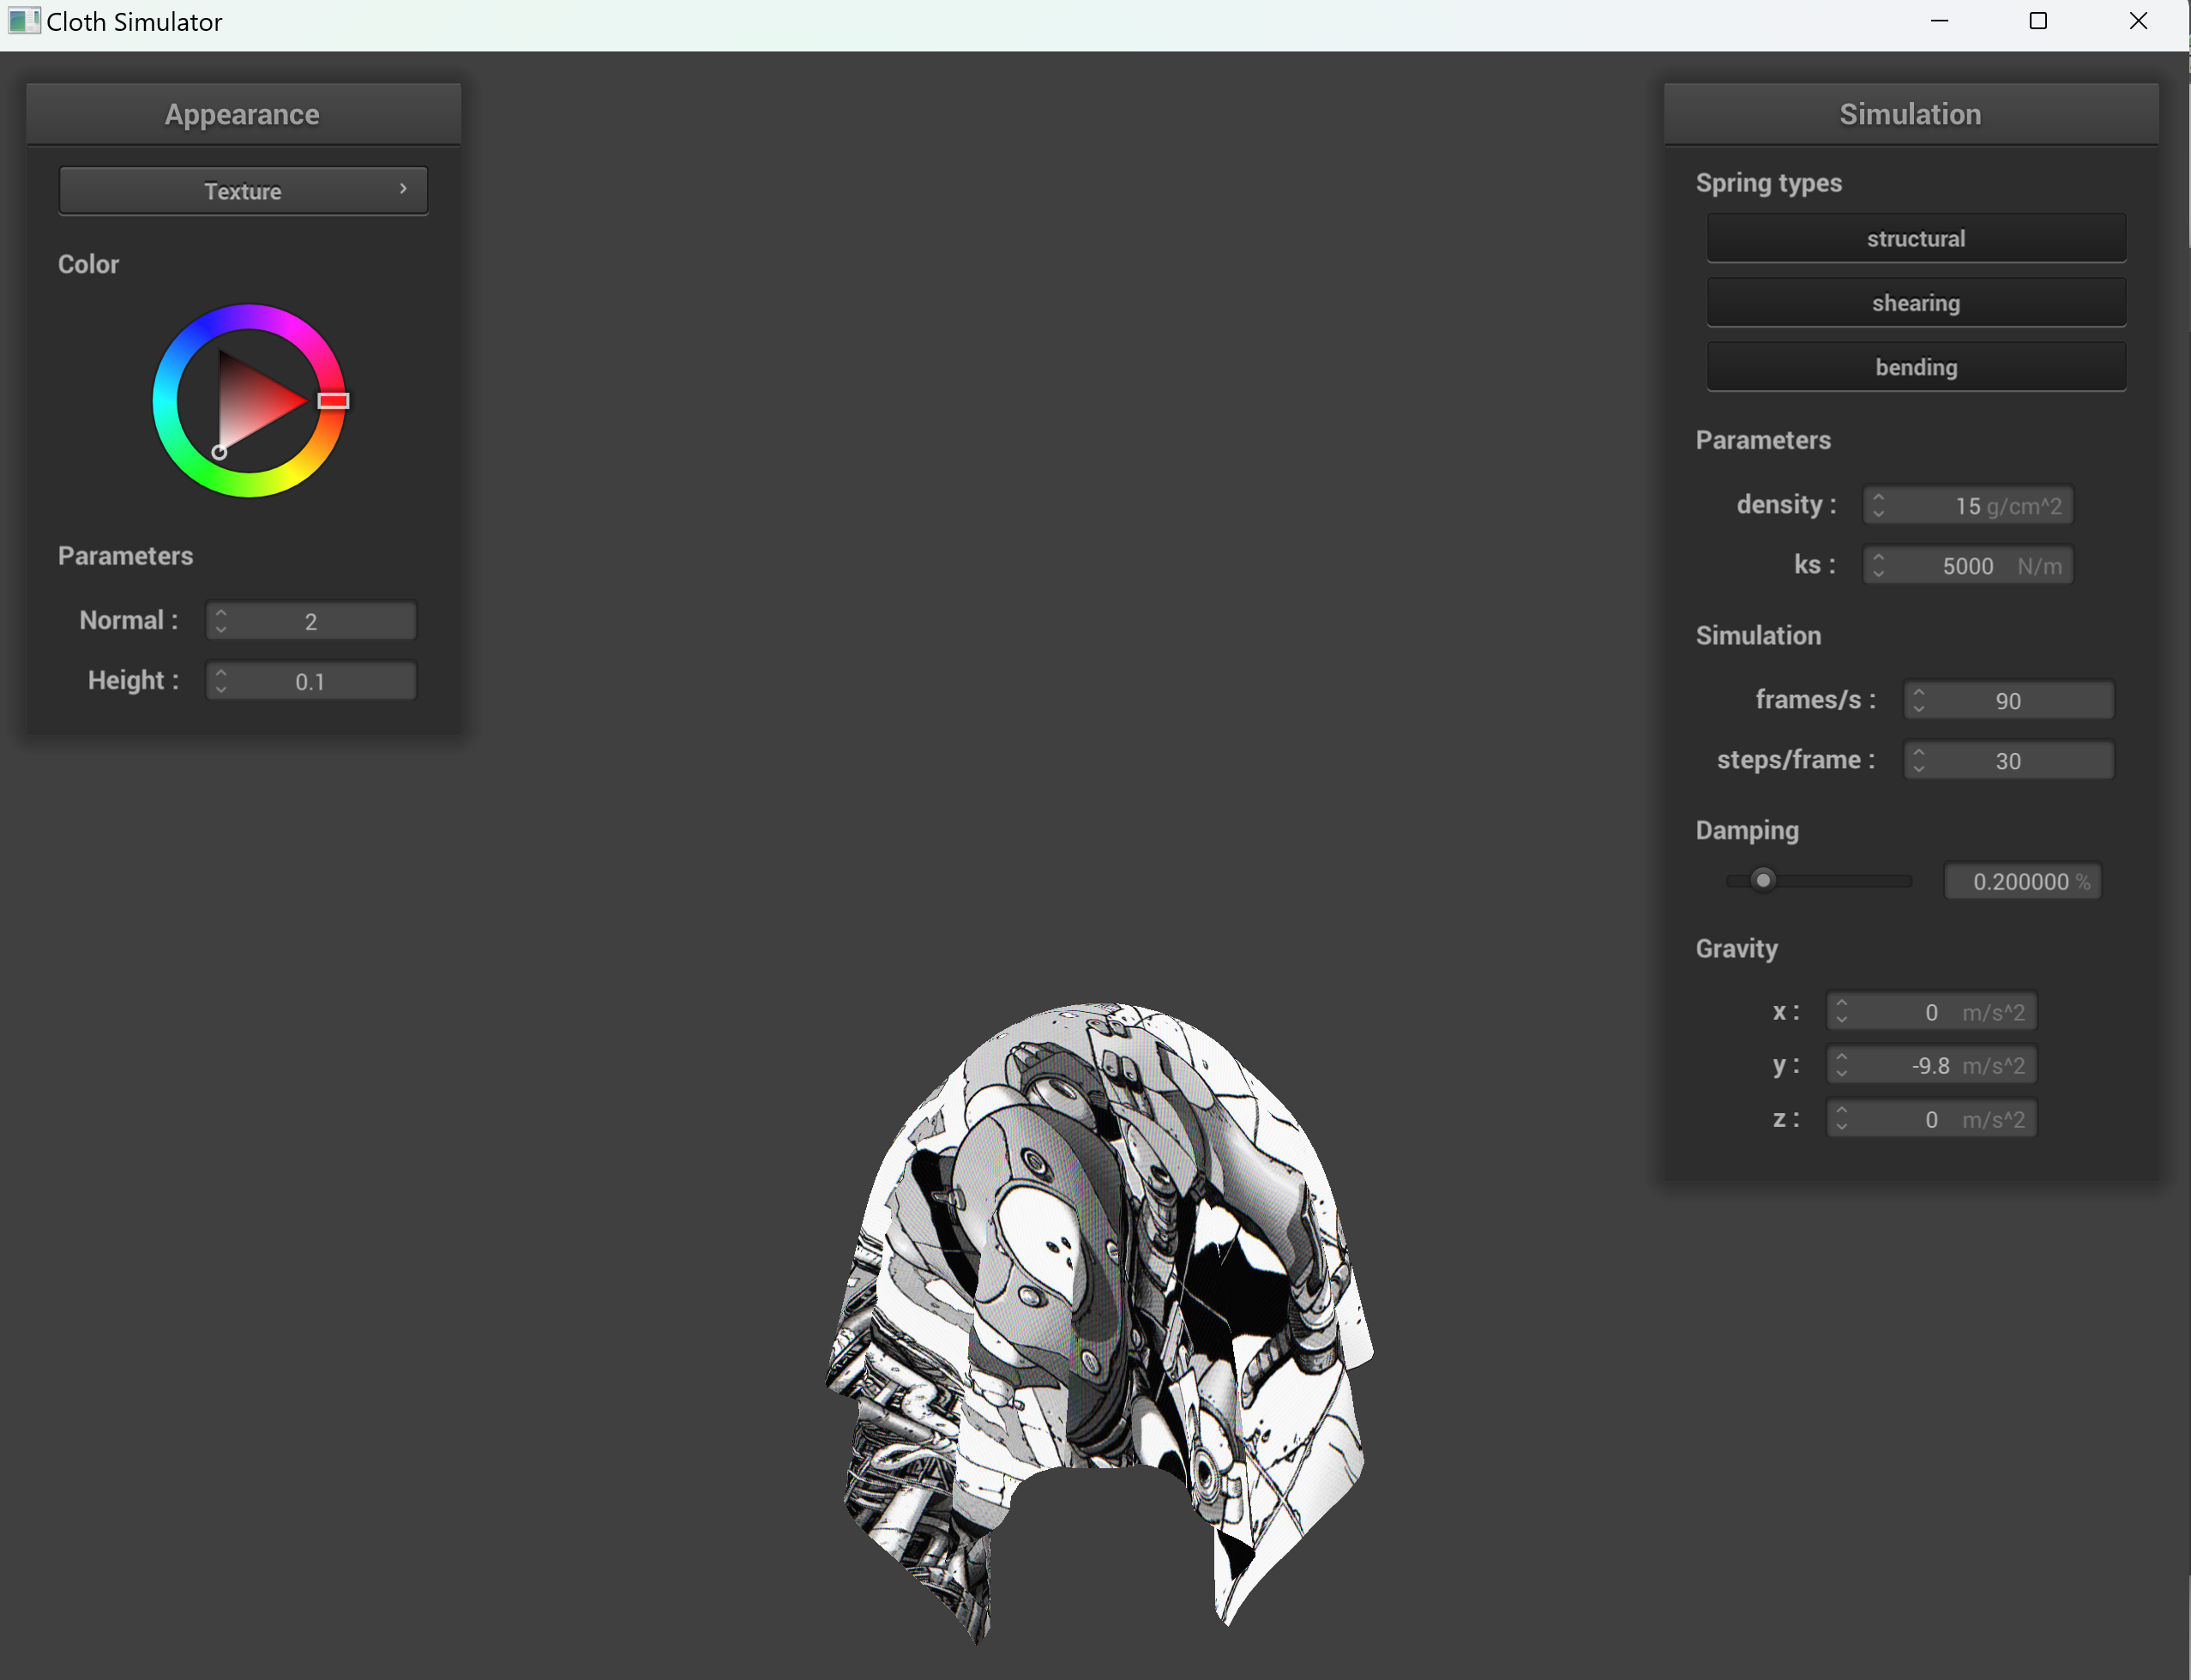 Cloth Simulator
Appearance
Texture
Color
Parameters
Normal : 2
Height : 0.1
Simulation
Spring types
structural
shearing
bending
Parameters
density : 15 g/cm^2
ks : 5000 N/m
Simulation
frames/s : 90
steps/frame : 30
Damping
0.200000 %
Gravity
x : 0 m/s^2
y : -9.8 m/s^2
z : 0 m/s^2